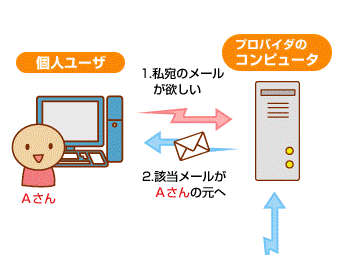 個人ユーザ
プロバイダの
コンピュータ
1.私宛のメール
が欲しい
2.該当メールが
Aさんの元へ
Aさん